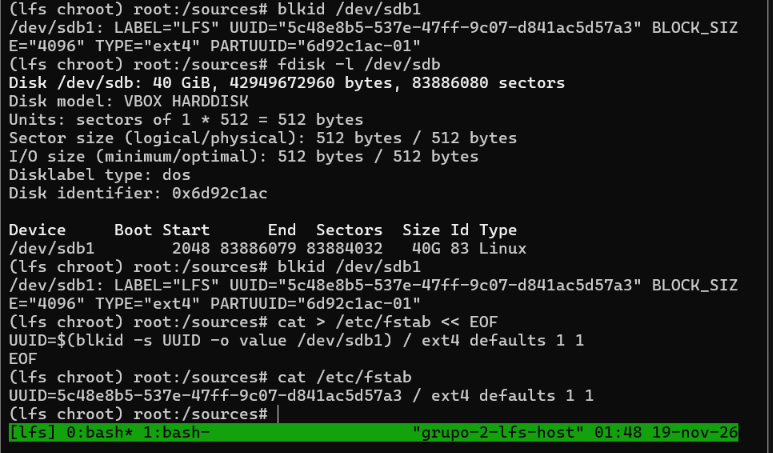 (lfs chroot) root:/sources# blkid /dev/sdb1
/dev/sdb1: LABEL="LFS" UUID="5c48e8b5-537e-47ff-9c07-d841ac5d57a3" BLOCK_SIZ
E="4096" TYPE="ext4" PARTUUID="6d92c1ac-01"
(lfs chroot) root:/sources# fdisk -l /dev/sdb
Disk /dev/sdb: 40 GiB, 42949672960 bytes, 83886080 sectors
Disk model: VBOX HARDDISK
Units: sectors of 1 * 512 = 512 bytes
Sector size (logical/physical): 512 bytes / 512 bytes
I/O size (minimum/optimal): 512 bytes / 512 bytes
Disklabel type: dos
Disk identifier: 0x6d92c1ac
Device     Boot Start      End  Sectors  Size Id Type
/dev/sdb1        2048 83886079 83884032   40G 83 Linux
(lfs chroot) root:/sources# blkid /dev/sdb1
/dev/sdb1: LABEL="LFS" UUID="5c48e8b5-537e-47ff-9c07-d841ac5d57a3" BLOCK_SIZ
E="4096" TYPE="ext4" PARTUUID="6d92c1ac-01"
(lfs chroot) root:/sources# cat > /etc/fstab << EOF
UUID=$(blkid -s UUID -o value /dev/sdb1) / ext4 defaults 1 1
EOF
(lfs chroot) root:/sources# cat /etc/fstab
UUID=5c48e8b5-537e-47ff-9c07-d841ac5d57a3 / ext4 defaults 1 1
(lfs chroot) root:/sources#
[lfs] 0:bash* 1:bash- "grupo-2-lfs-host" 01:48 19-nov-26